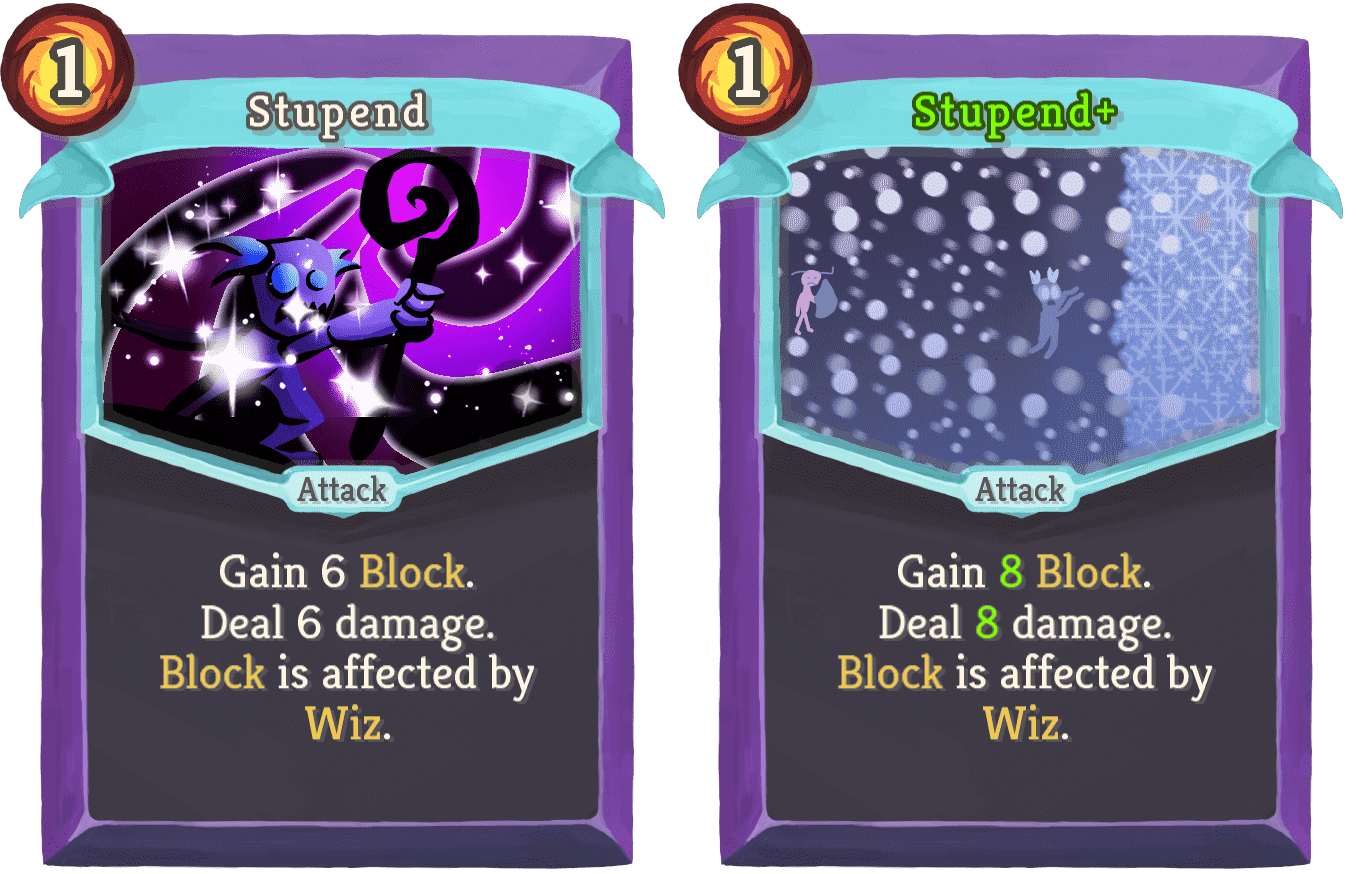 1
Stupend
Attack
Gain 6 Block.
Deal 6 damage.
Block is affected by
Wiz.
1
Stupend+
Attack
Gain 8 Block.
Deal 8 damage.
Block is affected by
Wiz.